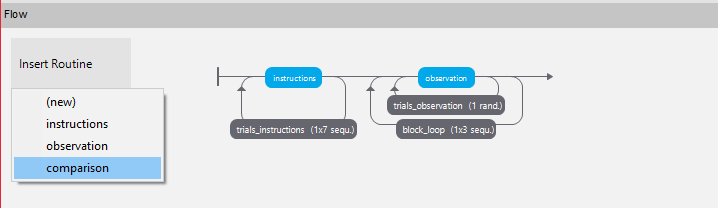 Flow
Insert Routine
(new)
instructions
observation
comparison
instructions
trials_instructions (1x7 sequ.)
observation
trials_observation (1 rand.)
block_loop (1x3 sequ.)